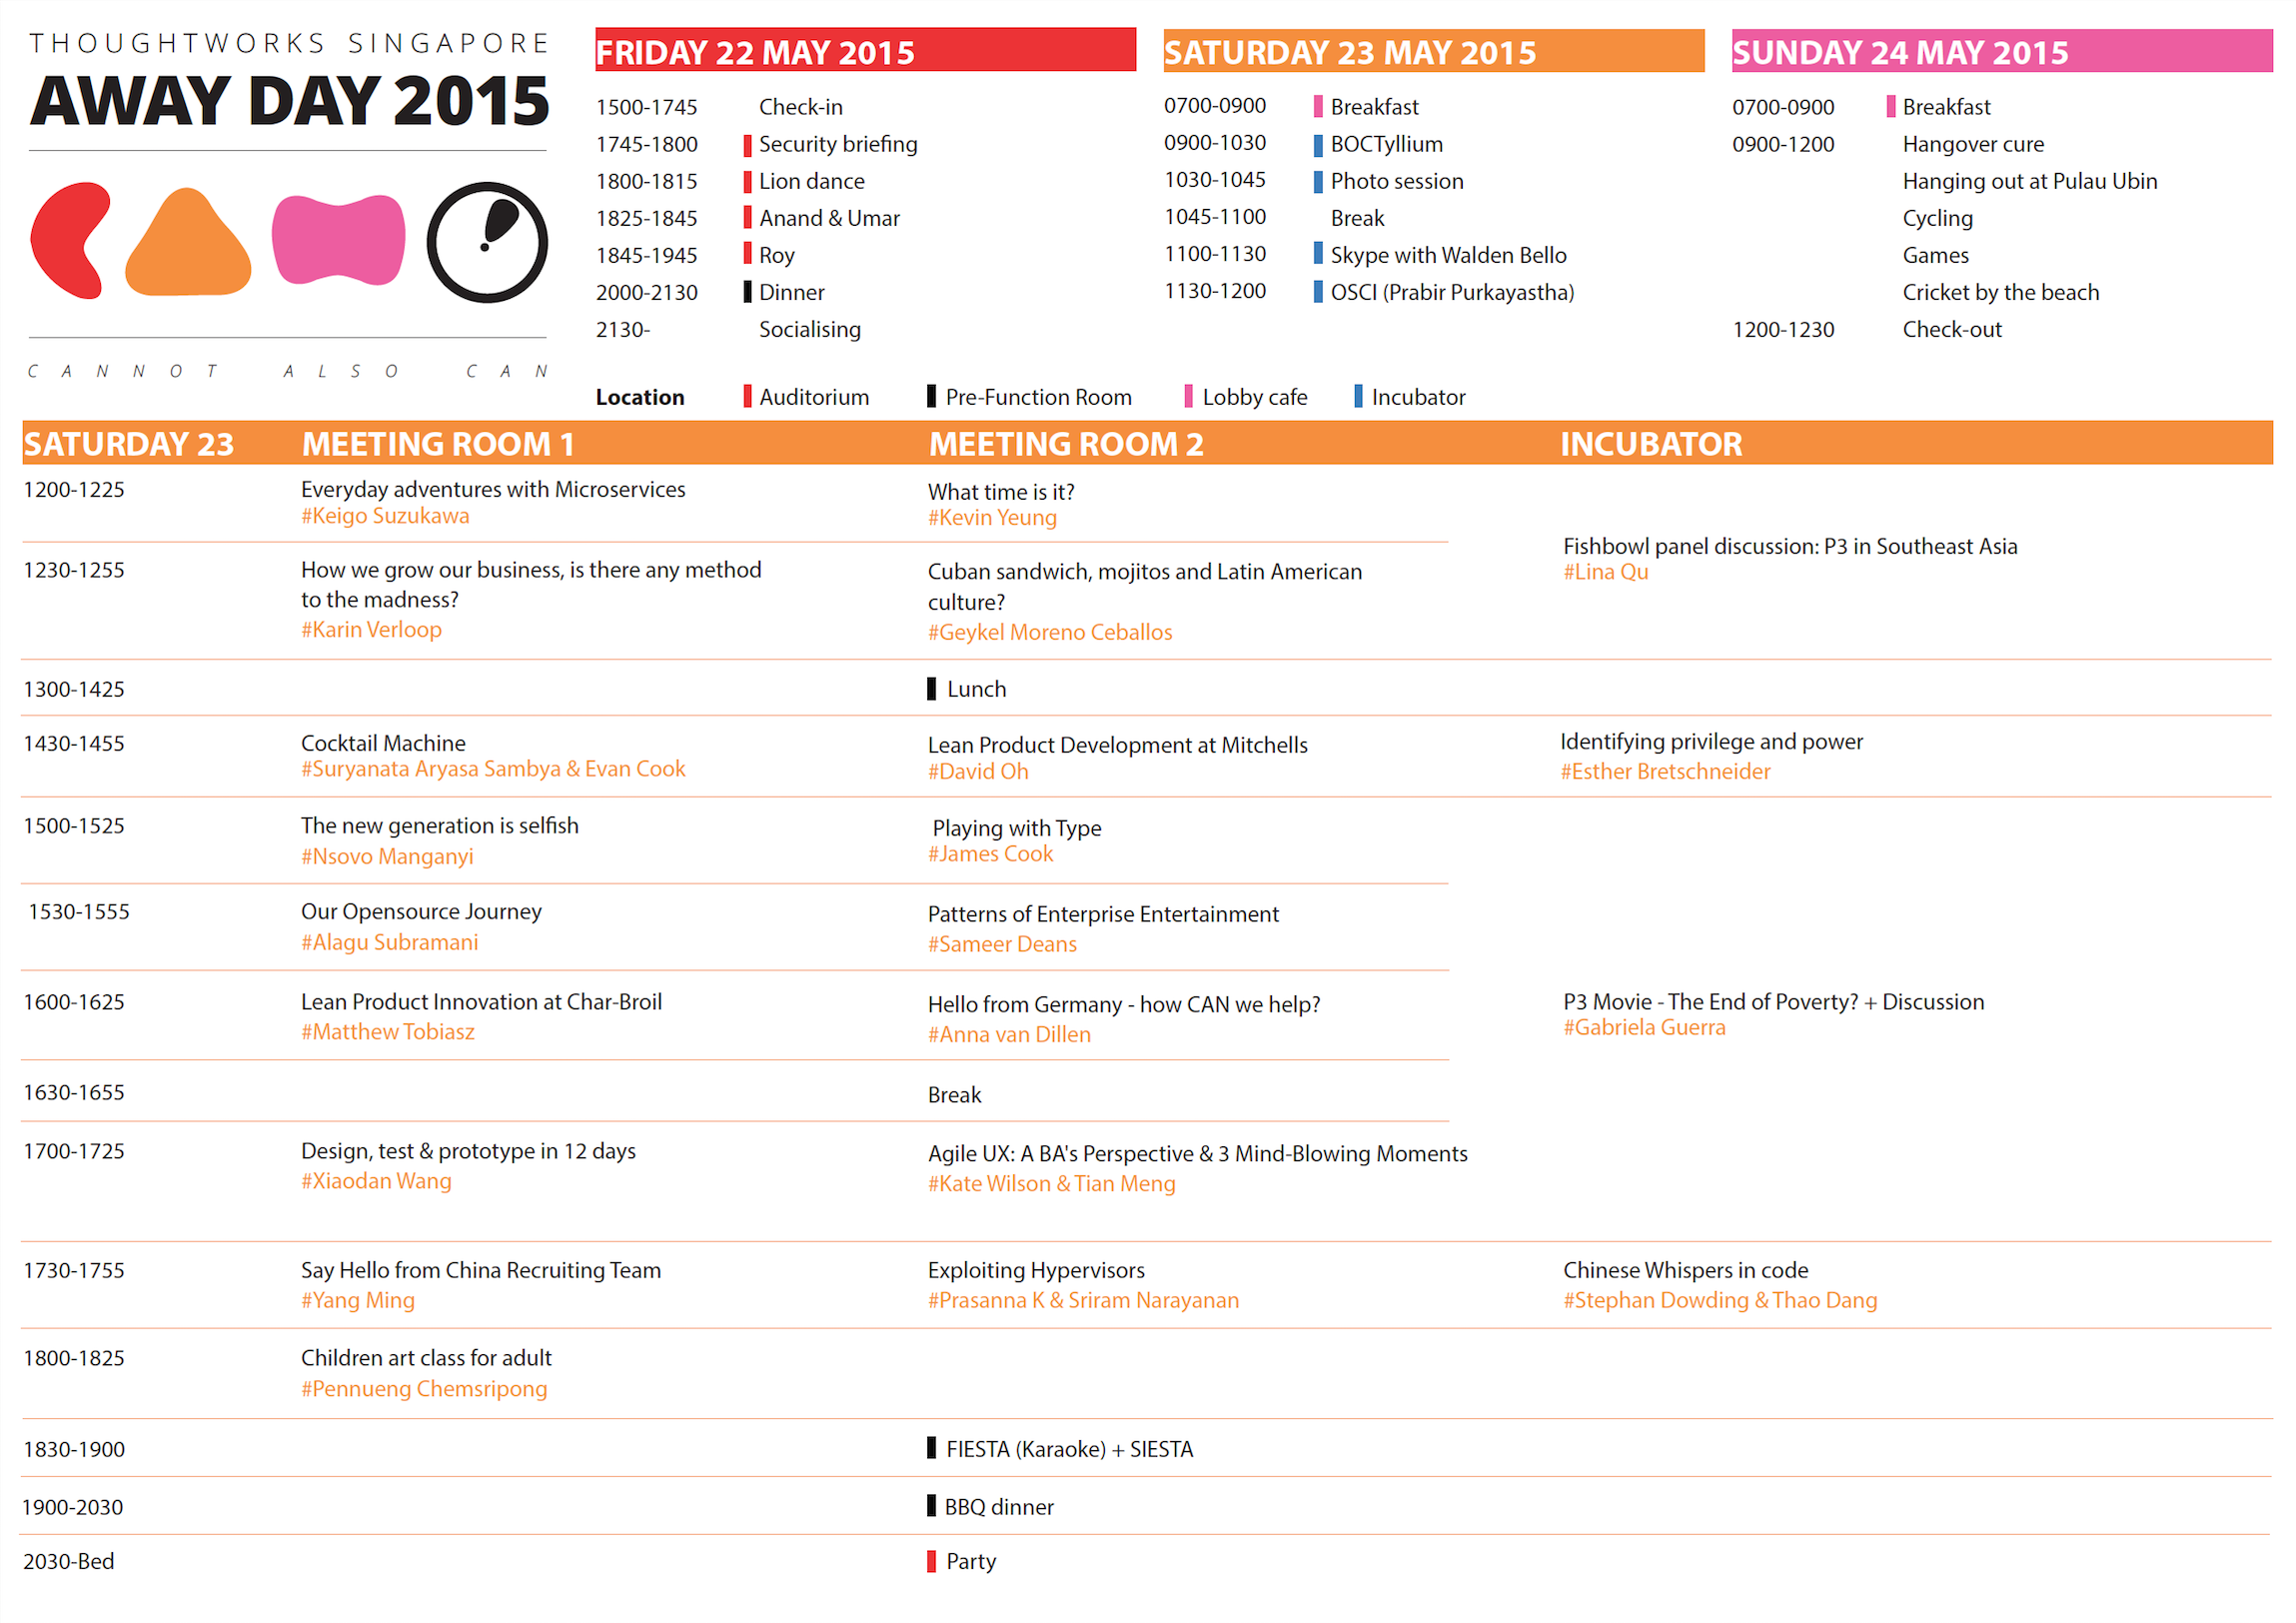 THOUGHTWORKS SINGAPORE
AWAY DAY 2015
CANNOT ALSO CAN
FRIDAY 22 MAY 2015
1500-1745 Check-in
1745-1800 Security briefing
1800-1815 Lion dance
1825-1845 Anand & Umar
1845-1945 Roy
2000-2130 Dinner
2130- Socialising
SATURDAY 23 MAY 2015
0700-0900 Breakfast
0900-1030 BOCTyllium
1030-1045 Photo session
1045-1100 Break
1100-1130 Skype with Walden Bello
1130-1200 OSCI (Prabir Purkayastha)
SUNDAY 24 MAY 2015
0700-0900 Breakfast
0900-1200 Hangover cure
Hanging out at Pulau Ubin
Cycling
Games
Cricket by the beach
1200-1230 Check-out
Location Auditorium Pre-Function Room Lobby cafe Incubator
SATURDAY 23 MEETING ROOM 1 MEETING ROOM 2 INCUBATOR
1200-1225
Everyday adventures with Microservices
#Keigo Suzukawa
What time is it?
#Kevin Yeung
Fishbowl panel discussion: P3 in Southeast Asia
#Lina Qu
1230-1255
How we grow our business, is there any method
to the madness?
#Karin Verloop
Cuban sandwich, mojitos and Latin American
culture?
#Geykel Moreno Ceballos
1300-1425 Lunch
1430-1455
Cocktail Machine
#Suryanata Aryasa Sambya & Evan Cook
Lean Product Development at Mitchells
#David Oh
Identifying privilege and power
#Esther Bretschneider
1500-1525
The new generation is selfish
#Nsovo Manganyi
Playing with Type
#James Cook
1530-1555
Our Opensource Journey
#Alagu Subramani
Patterns of Enterprise Entertainment
#Sameer Deans
1600-1625
Lean Product Innovation at Char-Broil
#Matthew Tobiasz
Hello from Germany - how CAN we help?
#Anna van Dillen
P3 Movie - The End of Poverty? + Discussion
#Gabriela Guerra
1630-1655 Break
1700-1725
Design, test & prototype in 12 days
#Xiaodan Wang
Agile UX: A BA's Perspective & 3 Mind-Blowing Moments
#Kate Wilson & Tian Meng
1730-1755
Say Hello from China Recruiting Team
#Yang Ming
Exploiting Hypervisors
#Prasanna K & Sriram Narayanan
Chinese Whispers in code
#Stephan Dowding & Thao Dang
1800-1825
Children art class for adult
#Pennueng Chemsripong
1830-1900 FIESTA (Karaoke) + SIESTA
1900-2030 BBQ dinner
2030-Bed Party